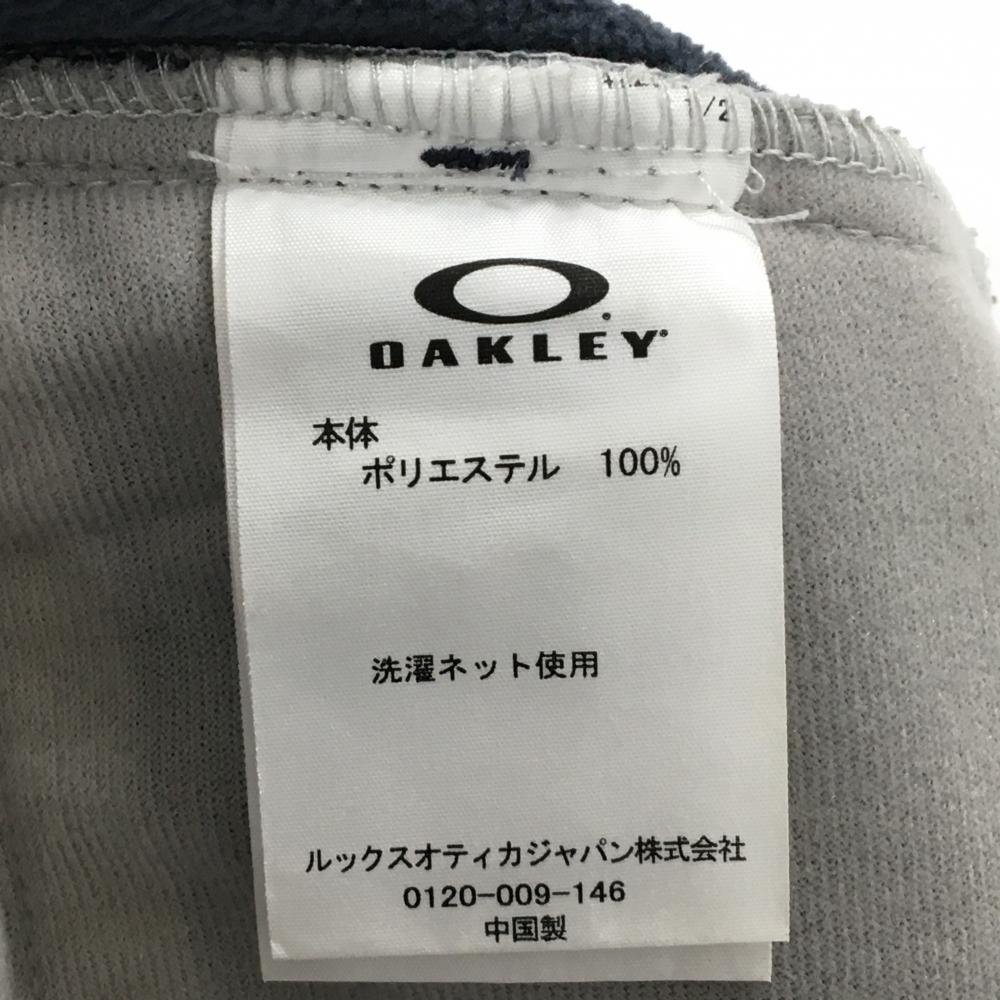 1/2
OAKLEY
本体
ポリエステル 100%
洗濯ネット使用
ルックスオティカジャパン株式会社
0120-009-146
中国製